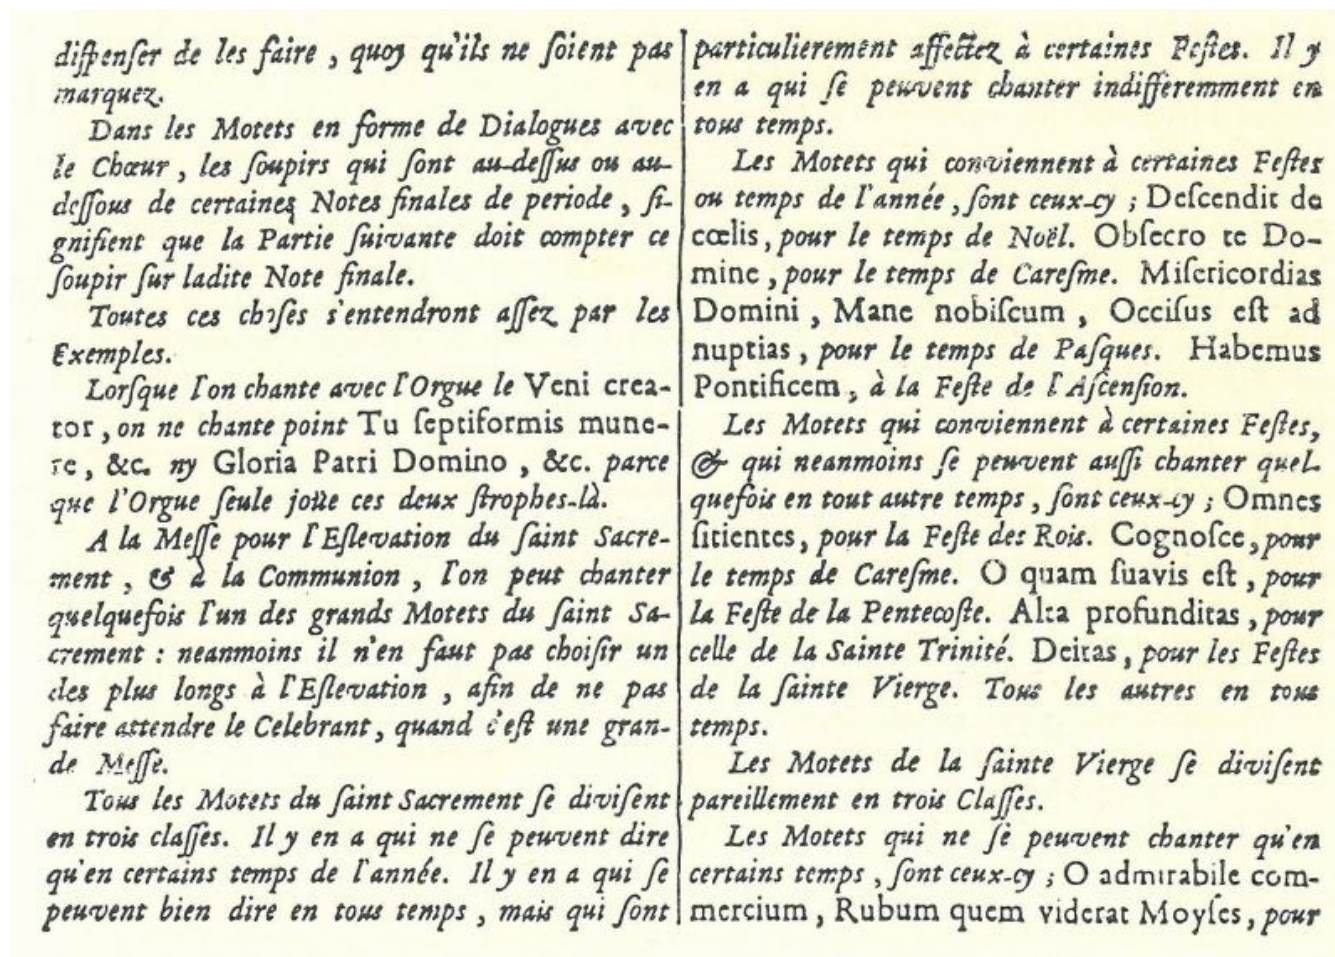 diſpenſer de les faire, quoy qu'ils ne ſoient pas
marquez.
Dans les Motets en forme de Dialogues avec
le Chœur, les ſoupirs qui ſont au-deſſus ou au-
deſſous de certaines Notes finales de periode, ſi-
gnifient que la Partie ſuivante doit compter ce
ſoupir ſur ladite Note finale.
Toutes ces choſes s'entendront aſſez par les
Exemples.
Lorſque l'on chante avec l'Orgue le Veni crea-
tor, on ne chante point Tu ſeptiformis mune-
re, &c. ny Gloria Patri Domino, &c. parce
que l'Orgue ſeule joüe ces deux ſtrophes-là.
A la Meſſe pour l'Eſlevation du ſaint Sacre-
ment, & à la Communion, l'on peut chanter
quelquefois l'un des grands Motets du ſaint Sa-
crement : neanmoins il n'en faut pas choiſir un
des plus longs à l'Eſlevation, afin de ne pas
faire attendre le Celebrant, quand c'eſt une gran-
de Meſſe.
Tous les Motets du ſaint Sacrement ſe diviſent
en trois claſſes. Il y en a qui ne ſe peuvent dire
qu'en certains temps de l'année. Il y en a qui ſe
peuvent bien dire en tous temps, mais qui ſont
particulierement affectez à certaines Feſtes. Il y
en a qui ſe peuvent chanter indifferemment en
tous temps.
Les Motets qui conviennent à certaines Feſtes
ou temps de l'année, ſont ceux-cy ; Deſcendit de
cœlis, pour le temps de Noël. Obſecro te Do-
mine, pour le temps de Careſme. Miſericordias
Domini, Mane nobiſcum, Occiſus eſt ad
nuptias, pour le temps de Paſques. Habemus
Pontificem, à la Feſte de l'Aſcenſion.
Les Motets qui conviennent à certaines Feſtes,
& qui neanmoins ſe peuvent auſſi chanter quel-
quefois en tout autre temps, ſont ceux-cy ; Omnes
ſitientes, pour la Feſte des Rois. Cognoſce, pour
le temps de Careſme. O quam ſuavis eſt, pour
la Feſte de la Pentecoſte. Alta profunditas, pour
celle de la Sainte Trinité. Deitas, pour les Feſtes
de la ſainte Vierge. Tous les autres en tous
temps.
Les Motets de la ſainte Vierge ſe diviſent
pareillement en trois Claſſes.
Les Motets qui ne ſe peuvent chanter qu'en
certains temps, ſont ceux-cy ; O admirabile com-
mercium, Rubum quem viderat Moyſes, pour